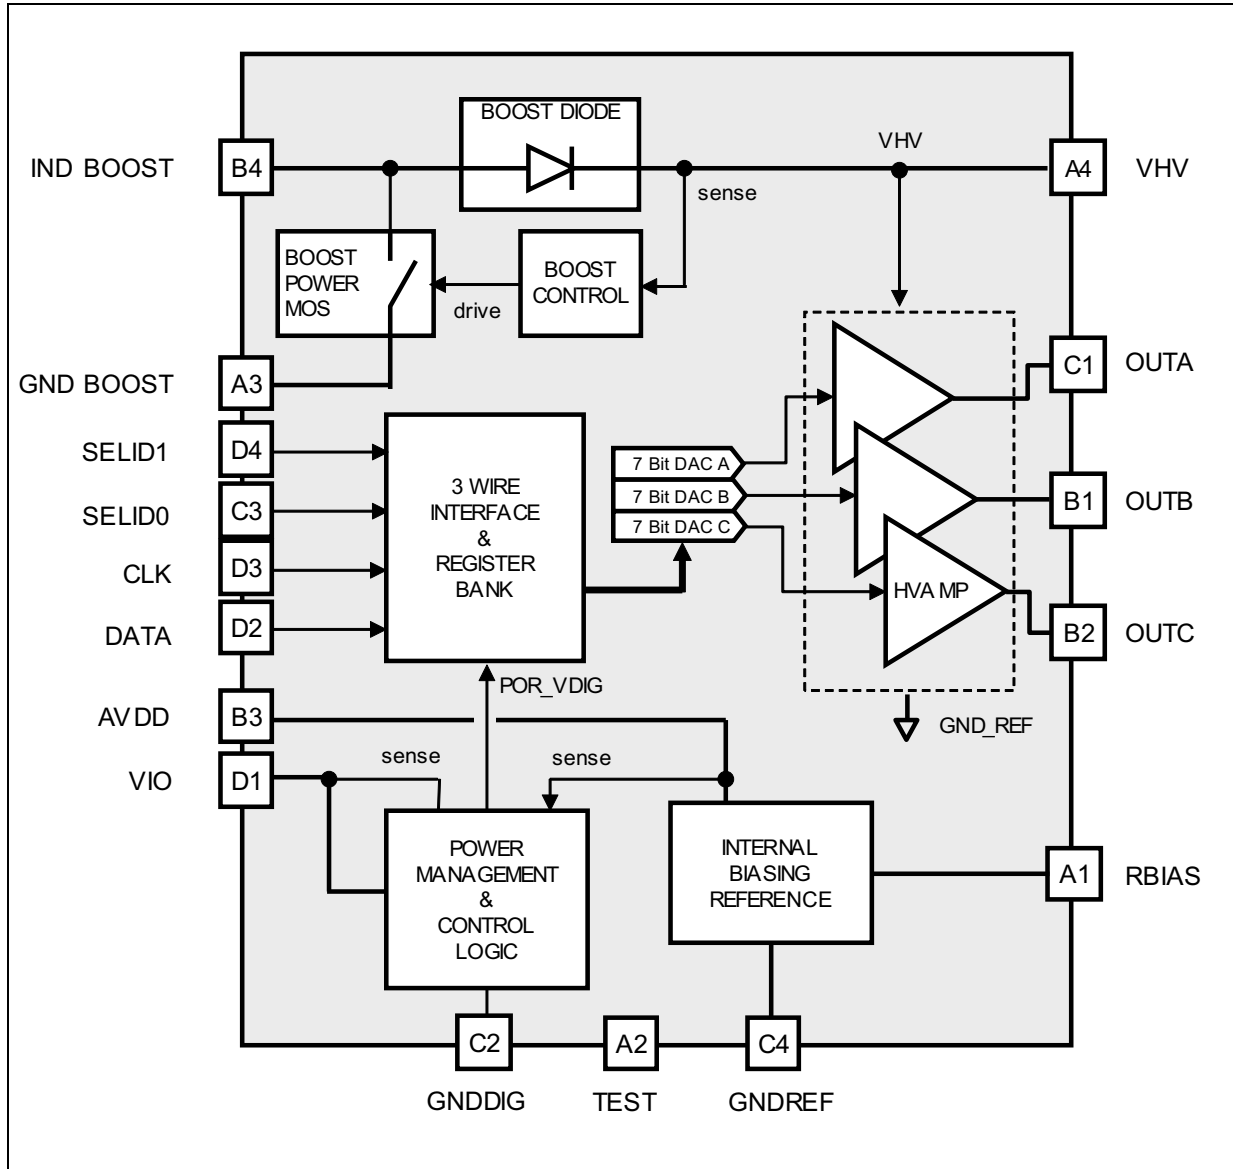 BOOST DIODE
VHV
IND BOOST
B4
A4
VHV
sense
BOOST
POWER
MOS
BOOST
CONTROL
drive
GND BOOST
A3
C1
OUTA
SELID1
D4
7 Bit DAC A
7 Bit DAC B
7 Bit DAC C
3 WIRE
INTERFACE
&
REGISTER
BANK
SELID0
C3
B1
OUTB
CLK
D3
HVA MP
DATA
D2
B2
OUTC
POR_VDIG
AVDD
B3
GND_REF
VIO
D1
sense
sense
POWER
MANAGEMENT
&
CONTROL
LOGIC
INTERNAL
BIASING
REFERENCE
A1
RBIAS
C2
A2
C4
GNDDIG
TEST
GNDREF